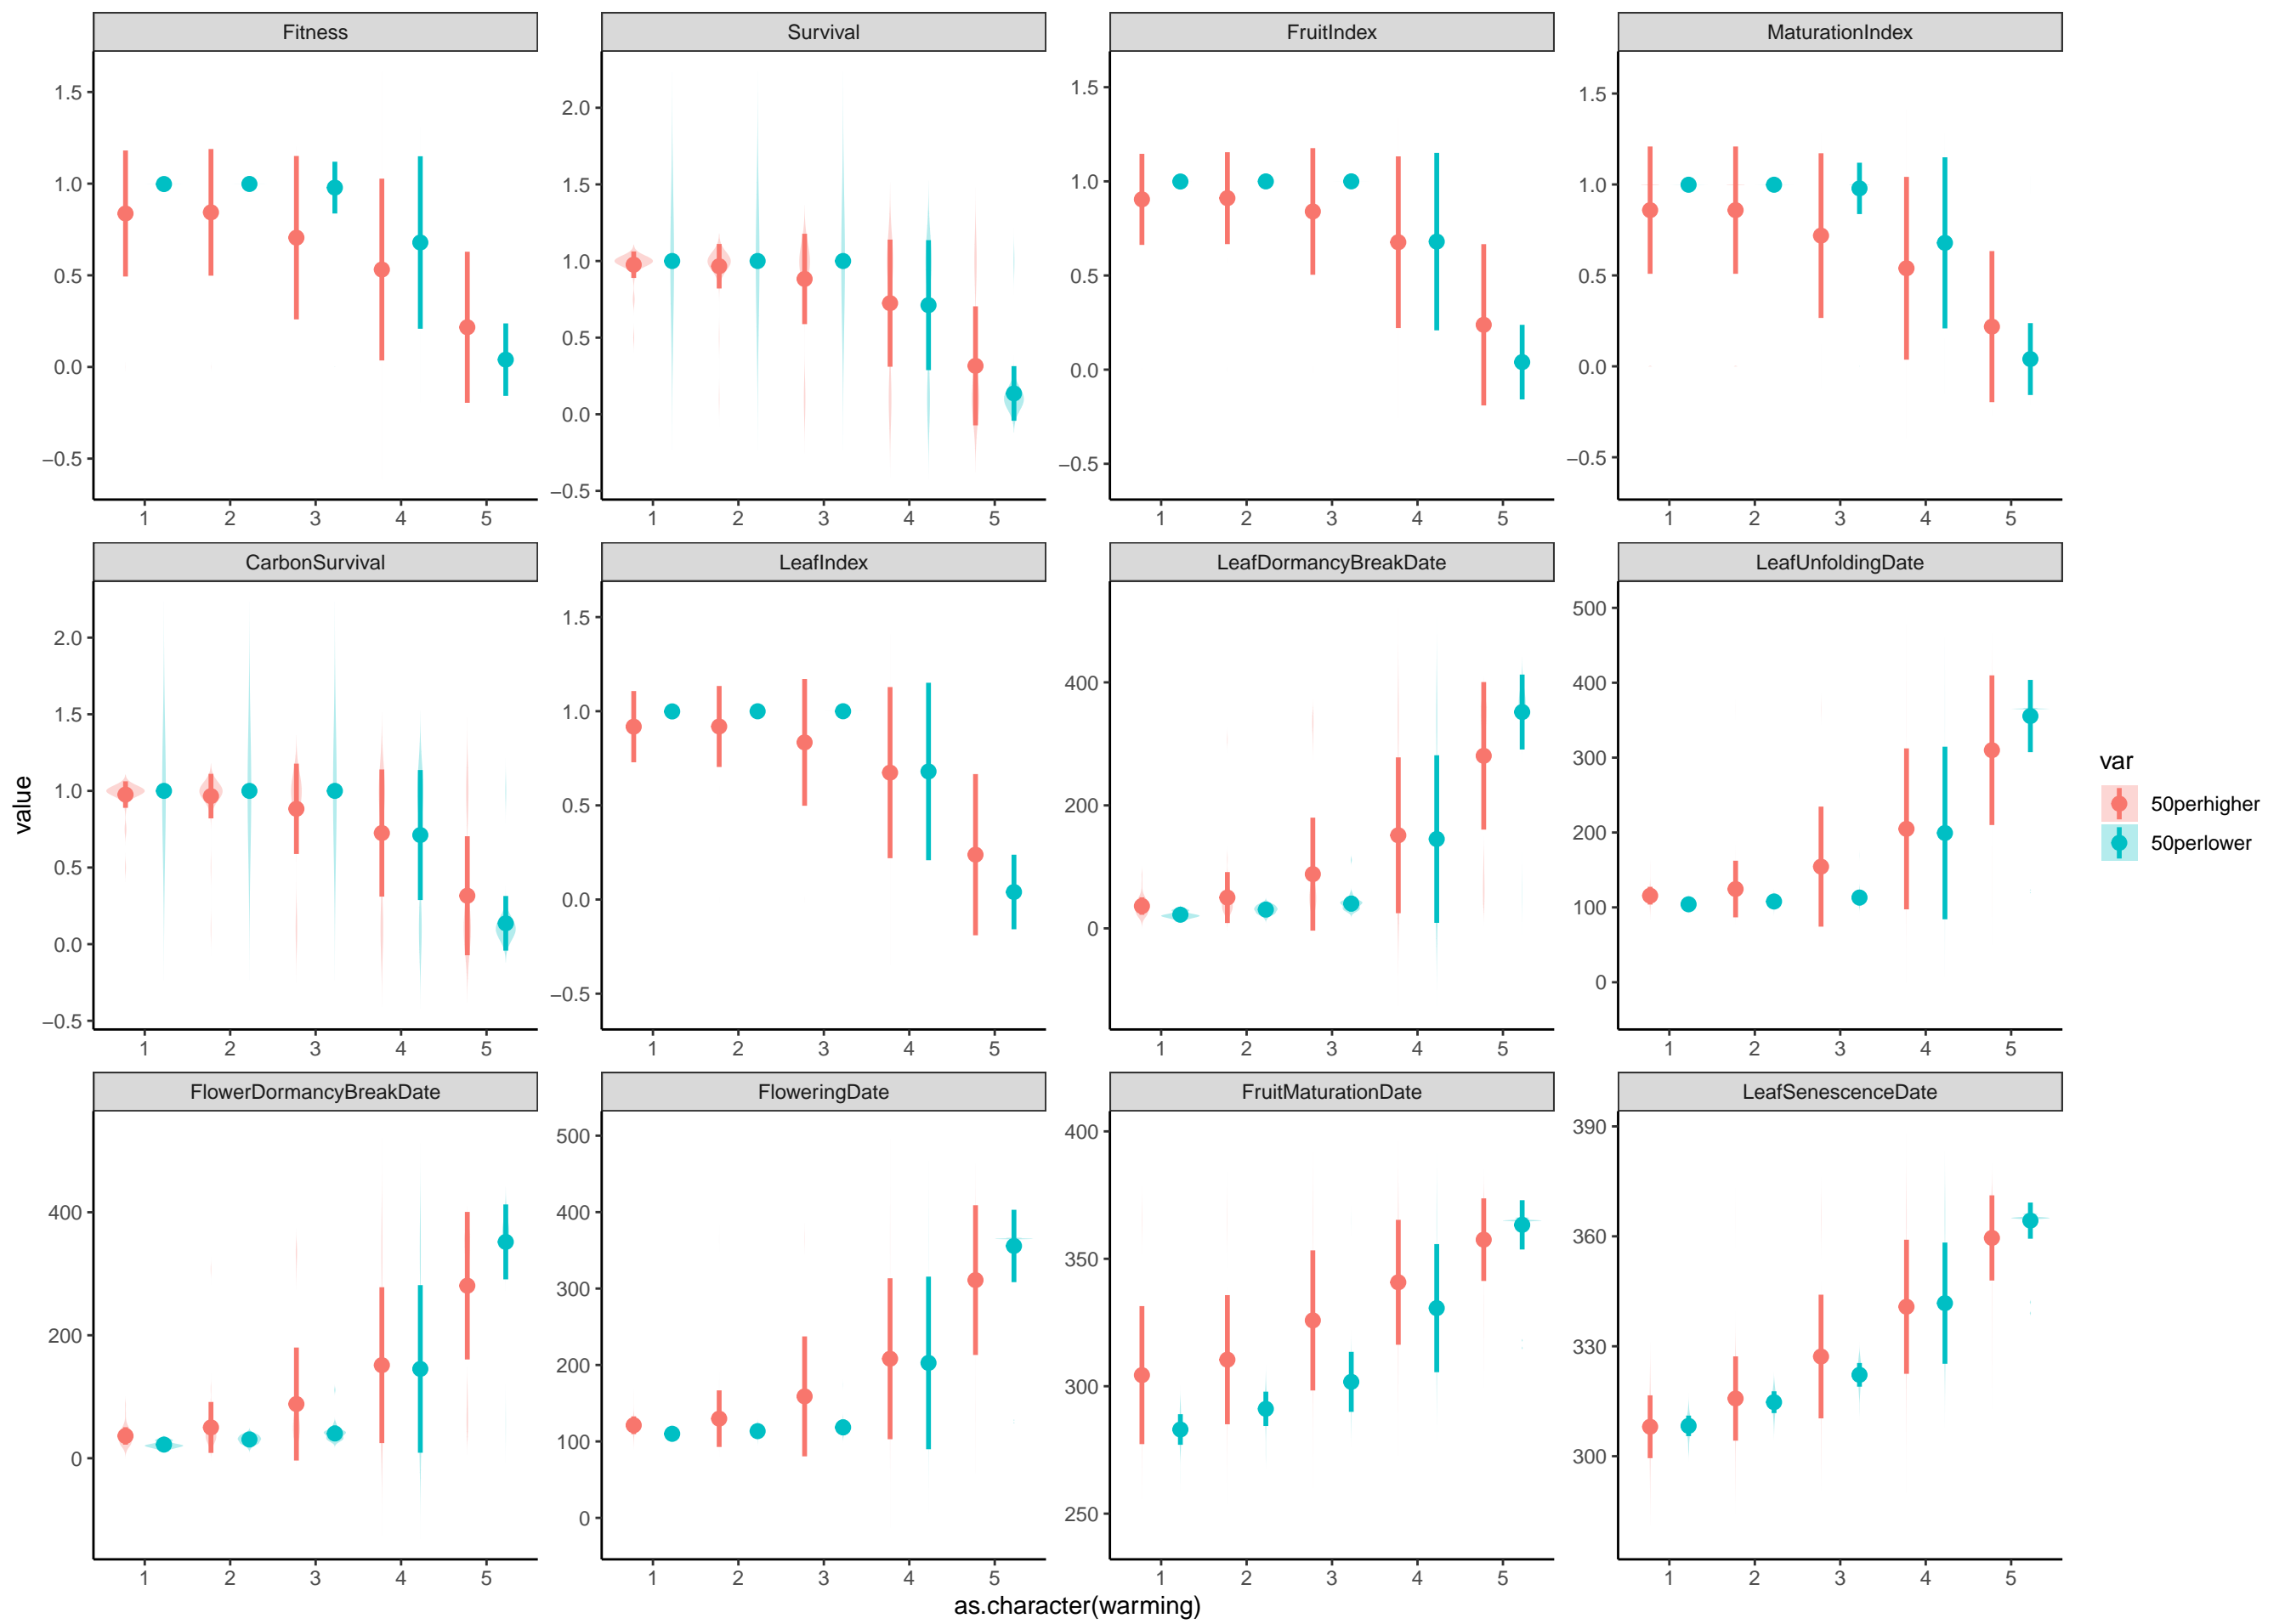 Fitness
Survival
FruitIndex
MaturationIndex
1.5
1.0
0.5
0.0
−0.5
2.0
1.5
1.0
0.5
0.0
−0.5
1.5
1.0
0.5
0.0
−0.5
1.5
1.0
0.5
0.0
−0.5
1 2 3 4 5
1 2 3 4 5
1 2 3 4 5
1 2 3 4 5
CarbonSurvival
LeafIndex
LeafDormancyBreakDate
LeafUnfoldingDate
value
2.0
1.5
1.0
0.5
0.0
−0.5
1.5
1.0
0.5
0.0
−0.5
400
200
0
500
400
300
200
100
0
1 2 3 4 5
1 2 3 4 5
1 2 3 4 5
1 2 3 4 5
var
50perhigher
50perlower
FlowerDormancyBreakDate
FloweringDate
FruitMaturationDate
LeafSenescenceDate
400
200
0
500
400
300
200
100
0
400
350
300
250
390
360
330
300
1 2 3 4 5
1 2 3 4 5
1 2 3 4 5
1 2 3 4 5
as.character(warming)